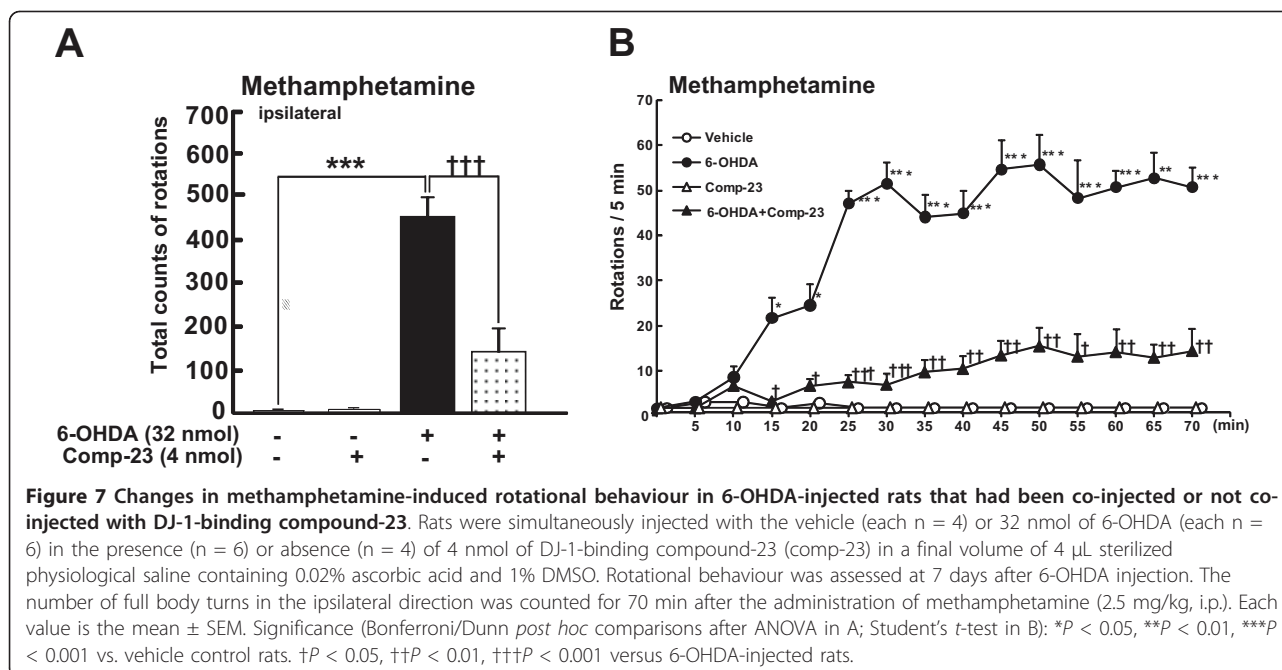 A
Methamphetamine
ipsilateral
Total counts of rotations
700
600
500
400
300
200
100
0
***
†††
6-OHDA (32 nmol) - - + +
Comp-23 (4 nmol) - + - +
B
Methamphetamine
Rotations / 5 min
70
60
50
40
30
20
10
0
Vehicle
6-OHDA
Comp-23
6-OHDA+Comp-23
* * *** *** *** *** *** *** *** *** ** ***
† † ††† ††† †† †† †† †† † †† †† ††
5 10 15 20 25 30 35 40 45 50 55 60 65 70 (min)
Figure 7 Changes in methamphetamine-induced rotational behaviour in 6-OHDA-injected rats that had been co-injected or not co-
injected with DJ-1-binding compound-23. Rats were simultaneously injected with the vehicle (each n = 4) or 32 nmol of 6-OHDA (each n =
6) in the presence (n = 6) or absence (n = 4) of 4 nmol of DJ-1-binding compound-23 (comp-23) in a final volume of 4 μL sterilized
physiological saline containing 0.02% ascorbic acid and 1% DMSO. Rotational behaviour was assessed at 7 days after 6-OHDA injection. The
number of full body turns in the ipsilateral direction was counted for 70 min after the administration of methamphetamine (2.5 mg/kg, i.p.). Each
value is the mean ± SEM. Significance (Bonferroni/Dunn post hoc comparisons after ANOVA in A; Student's t-test in B): *P < 0.05, **P < 0.01, ***P
< 0.001 vs. vehicle control rats. †P < 0.05, ††P < 0.01, †††P < 0.001 versus 6-OHDA-injected rats.